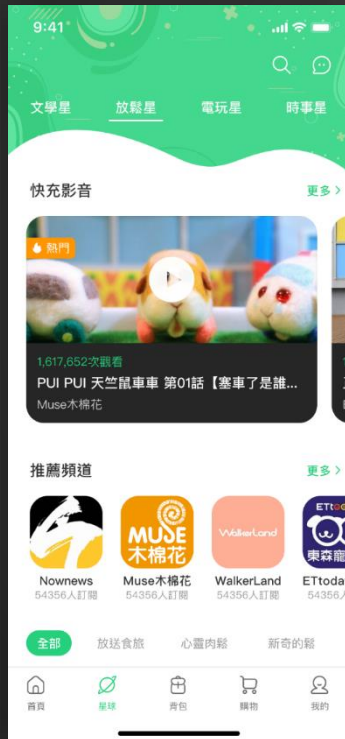 9:41
文學星
放鬆星
電玩星
時事星
快充影音
更多 >
熱門
1,617,652次觀看
PUI PUI 天竺鼠車車 第01話【塞車了是誰...
Muse木棉花
推薦頻道
更多 >
MUSE
木棉花
WalkerLand
ETtod
東森龍
Nownews
Muse木棉花
WalkerLand
ETtoda
54356人訂閱
54356人訂閱
54356人訂閱
54356人
全部
放送食旅
心靈肉鬆
新奇的鬆
首頁
星球
背包
購物
我的